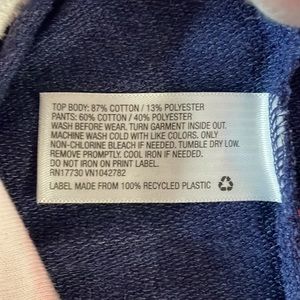 TOP BODY: 87% COTTON / 13% POLYESTER
PANTS: 60% COTTON / 40% POLYESTER
WASH BEFORE WEAR. TURN GARMENT INSIDE OUT.
MACHINE WASH COLD WITH LIKE COLORS. ONLY
NON-CHLORINE BLEACH IF NEEDED. TUMBLE DRY LOW.
REMOVE PROMPTLY. COOL IRON IF NEEDED.
DO NOT IRON ON PRINT LABEL.
RN17730 VN1042782
LABEL MADE FROM 100% RECYCLED PLASTIC